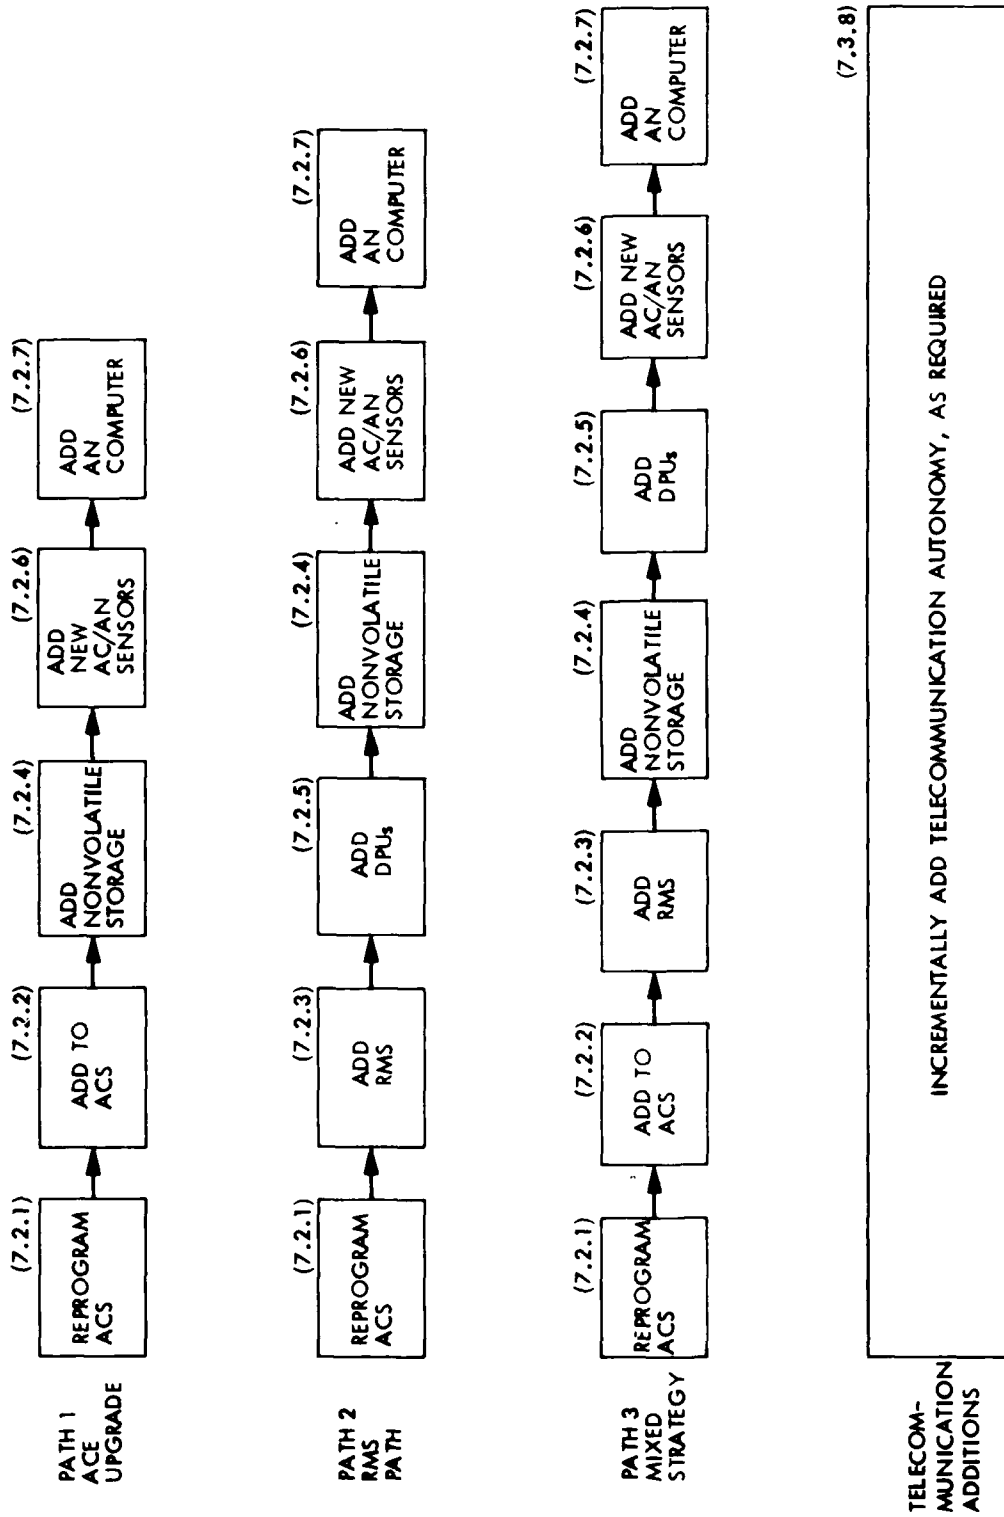 PATH 1
ACE
UPGRADE
(7.2.1)
REPROGRAM
ACS
(7.2.2)
ADD TO
ACS
(7.2.4)
ADD
NONVOLATILE
STORAGE
(7.2.6)
ADD
NEW
AC/AN
SENSORS
(7.2.7)
ADD
AN
COMPUTER
PATH 2
RMS
PATH
(7.2.1)
REPROGRAM
ACS
(7.2.3)
ADD
RMS
(7.2.5)
ADD
DPUs
(7.2.4)
ADD
NONVOLATILE
STORAGE
(7.2.6)
ADD NEW
AC/AN
SENSORS
(7.2.7)
ADD
AN
COMPUTER
PATH 3
MIXED
STRATEGY
(7.2.1)
REPROGRAM
ACS
(7.2.2)
ADD TO
ACS
(7.2.3)
ADD
RMS
(7.2.4)
ADD
NONVOLATILE
STORAGE
(7.2.5)
ADD
DPUs
(7.2.6)
ADD NEW
AC/AN
SENSORS
(7.2.7)
ADD
AN
COMPUTER
TELECOM-
MUNICATION
ADDITIONS
(7.3.8)
INCREMENTALLY ADD TELECOMMUNICATION AUTONOMY, AS REQUIRED